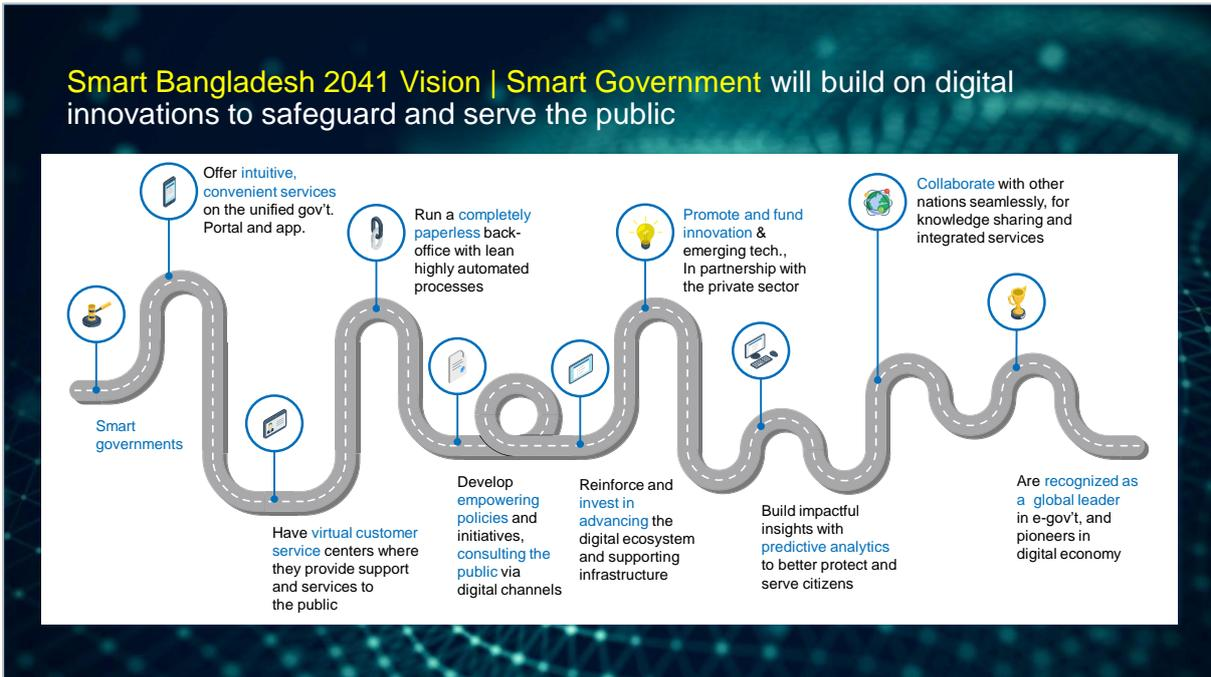 Smart Bangladesh 2041 Vision | Smart Government will build on digital
innovations to safeguard and serve the public
Smart
governments
Offer intuitive,
convenient services
on the unified gov’t.
Portal and app.
Have virtual customer
service centers where
they provide support
and services to
the public
Run a completely
paperless back-
office with lean
highly automated
processes
Develop
empowering
policies and
initiatives,
consulting the
public via
digital channels
Reinforce and
invest in
advancing the
digital ecosystem
and supporting
infrastructure
Promote and fund
innovation &
emerging tech.,
In partnership with
the private sector
Build impactful
insights with
predictive analytics
to better protect and
serve citizens
Collaborate with other
nations seamlessly, for
knowledge sharing and
integrated services
Are recognized as
a global leader
in e-gov’t, and
pioneers in
digital economy